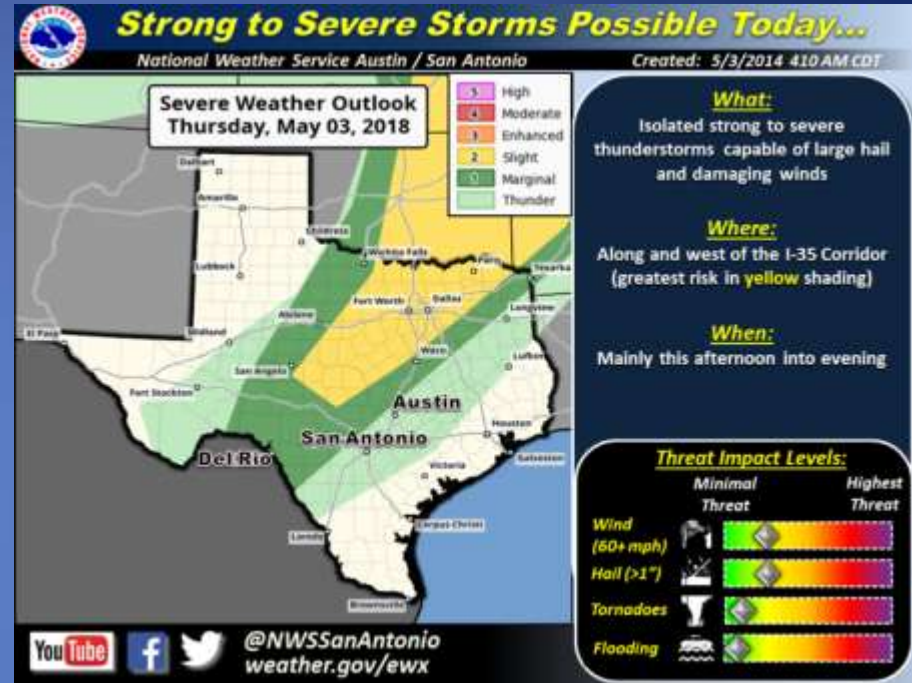 Strong to Severe Storms Possible Today...
National Weather Service Austin / San Antonio
Created: 5/3/2014 410 AM CDT
Severe Weather Outlook
Thursday, May 03, 2018
5 High
4 Moderate
3 Enhanced
2 Slight
1 Marginal
Thunder
Dalhart
Amarillo
Childress
Lubbock
Wichita Falls
Paris
Texarka
El Paso
Midland
Abilene
Fort Worth
Dallas
Longview
San Angelo
Waco
Lufkin
Fort Stockton
Austin
San Antonio
Houston
Del Rio
Galveston
Victoria
Laredo
Corpus Christi
Brownsville
What:
Isolated strong to severe
thunderstorms capable of large hail
and damaging winds
Where:
Along and west of the I-35 Corridor
(greatest risk in yellow shading)
When:
Mainly this afternoon into evening
Threat Impact Levels:
Minimal
Threat
Highest
Threat
Wind
(60+ mph)
Hail (>1")
Tornadoes
Flooding
You Tube
@NWSSanAntonio
weather.gov/ewx